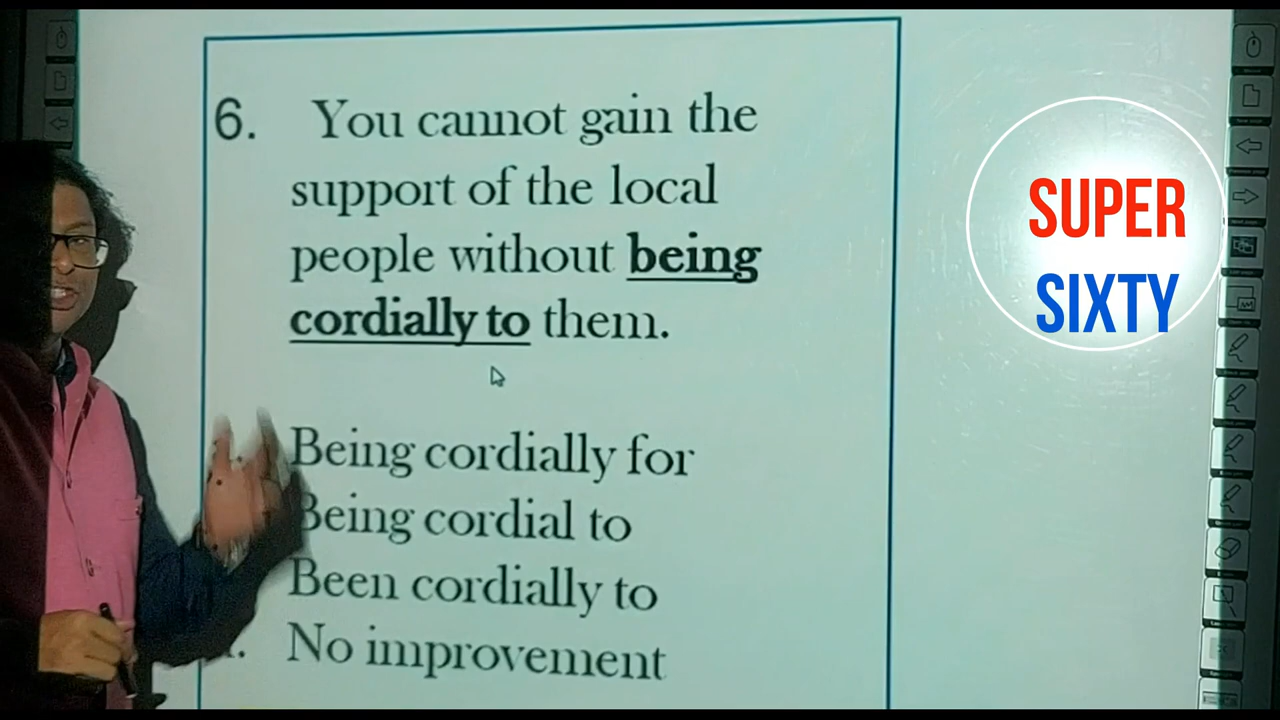 6. You cannot gain the
support of the local
people without being
cordially to them.
Being cordially for
Being cordial to
Been cordially to
No improvement
SUPER
SIXTY